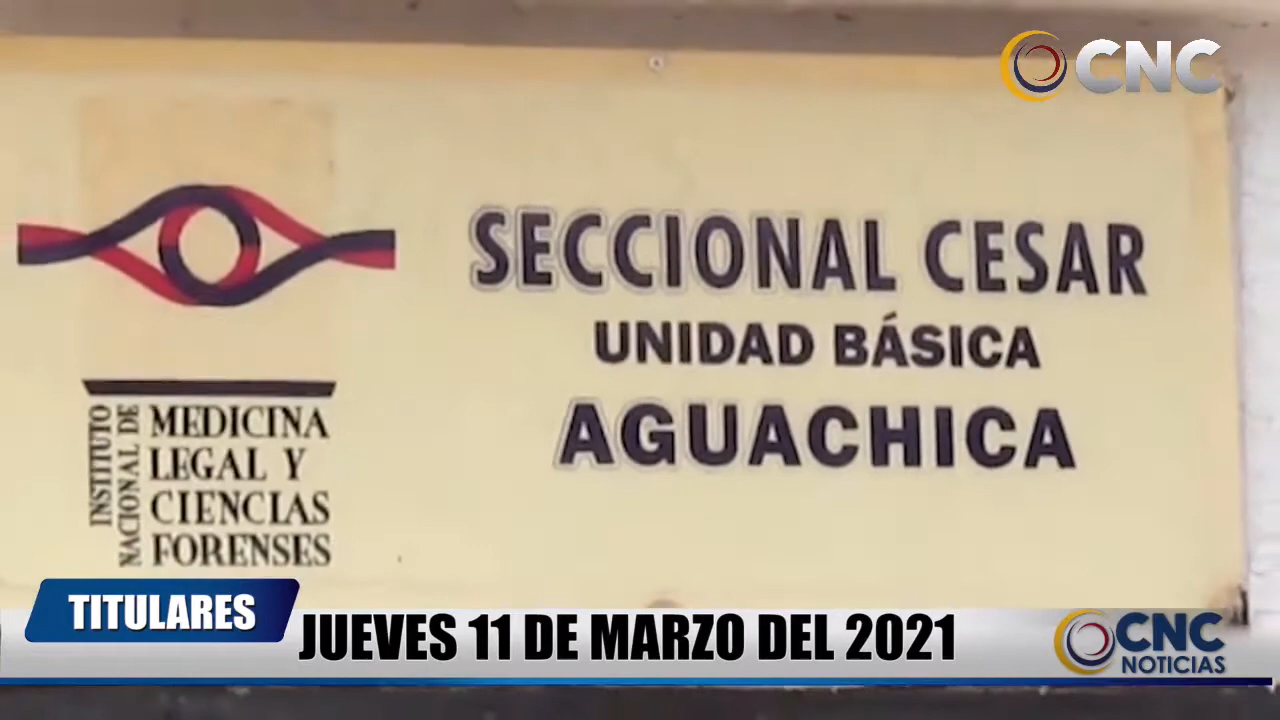 CNC
SECCIONAL CESAR
UNIDAD BÁSICA
AGUACHICA
INSTITUTO
NACIONAL DE
MEDICINA
LEGAL Y
CIENCIAS
FORENSES
TITULARES
JUEVES 11 DE MARZO DEL 2021
CNC
NOTICIAS